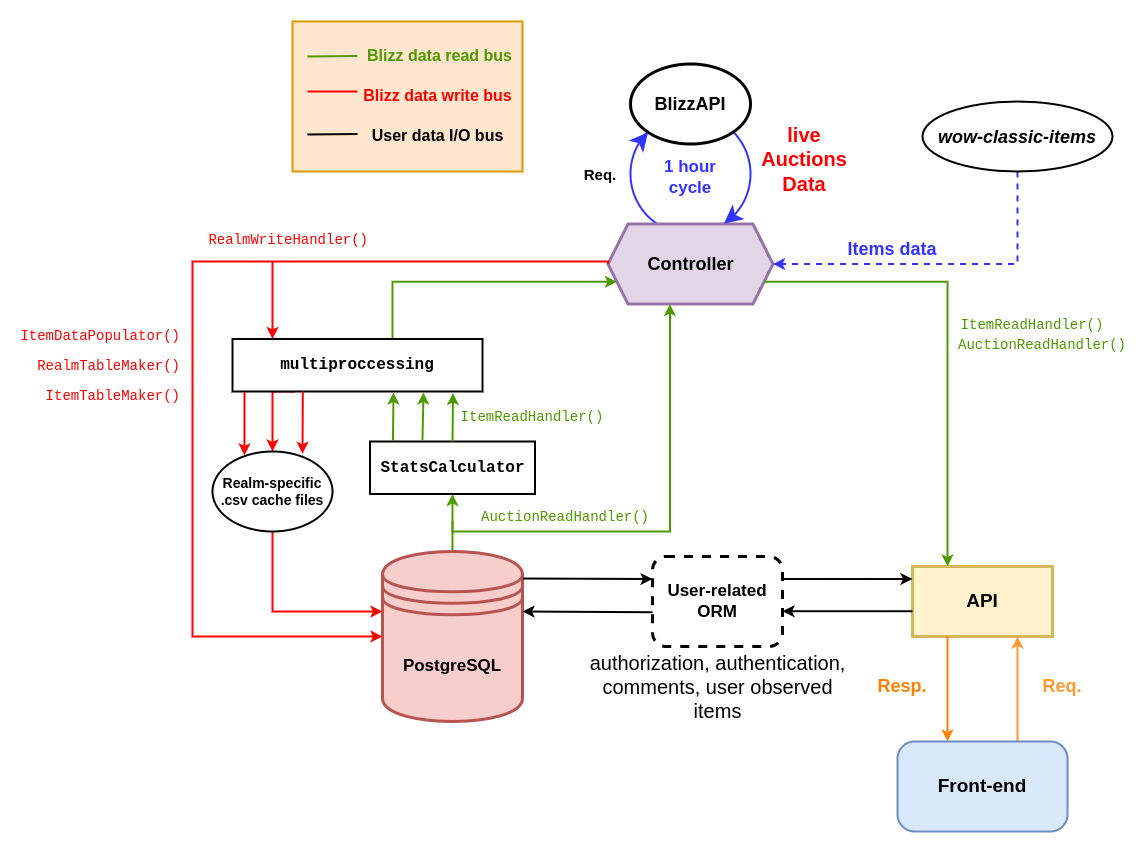 Blizz data read bus
Blizz data write bus
User data I/O bus
BlizzAPI
Req.
1 hour
cycle
live
Auctions
Data
wow-classic-items
Controller
Items data
RealmWriteHandler()
ItemDataPopulator()
RealmTableMaker()
ItemTableMaker()
multiproccessing
ItemReadHandler()
AuctionReadHandler()
ItemReadHandler()
StatsCalculator
Realm-specific
.csv cache files
AuctionReadHandler()
PostgreSQL
User-related
ORM
authorization, authentication,
comments, user observed
items
API
Resp.
Req.
Front-end